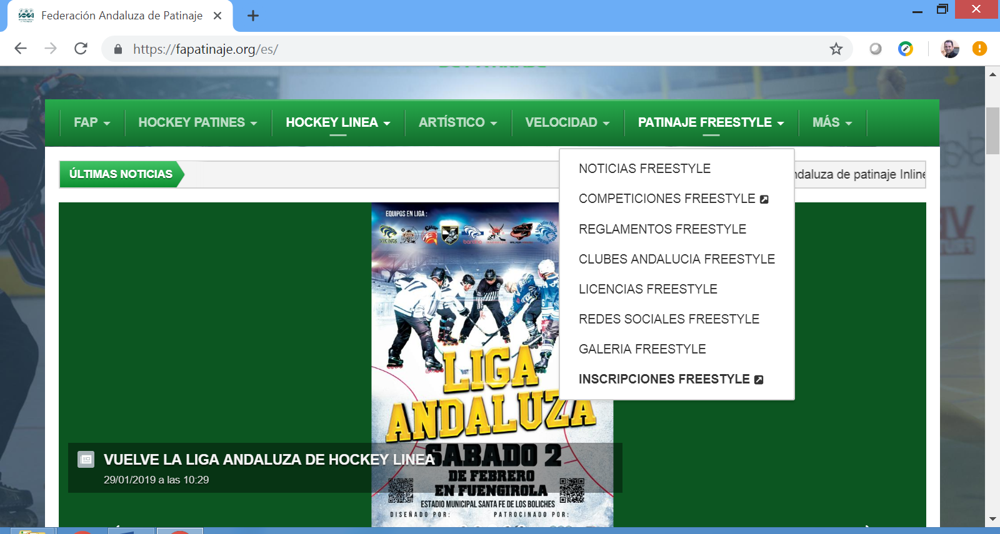 Federación Andaluza de Patinaje
https://fapatinaje.org/es/
FAP
HOCKEY PATINES
HOCKEY LINEA
ARTÍSTICO
VELOCIDAD
PATINAJE FREESTYLE
MÁS
ÚLTIMAS NOTICIAS
ndaluza de patinaje Inline
NOTICIAS FREESTYLE
COMPETICIONES FREESTYLE
REGLAMENTOS FREESTYLE
CLUBES ANDALUCIA FREESTYLE
LICENCIAS FREESTYLE
REDES SOCIALES FREESTYLE
GALERIA FREESTYLE
INSCRIPCIONES FREESTYLE
EQUIPOS EN LIGA :
VIKINGS
LIGA
ANDALUZA
SABADO 2
DE FEBRERO
EN FUENGIROLA
ESTADIO MUNICIPAL SANTA FE DE LOS BOLICHES
DISEÑADO POR:
PATROCINADO POR:
VUELVE LA LIGA ANDALUZA DE HOCKEY LINEA
29/01/2019 a las 10:29